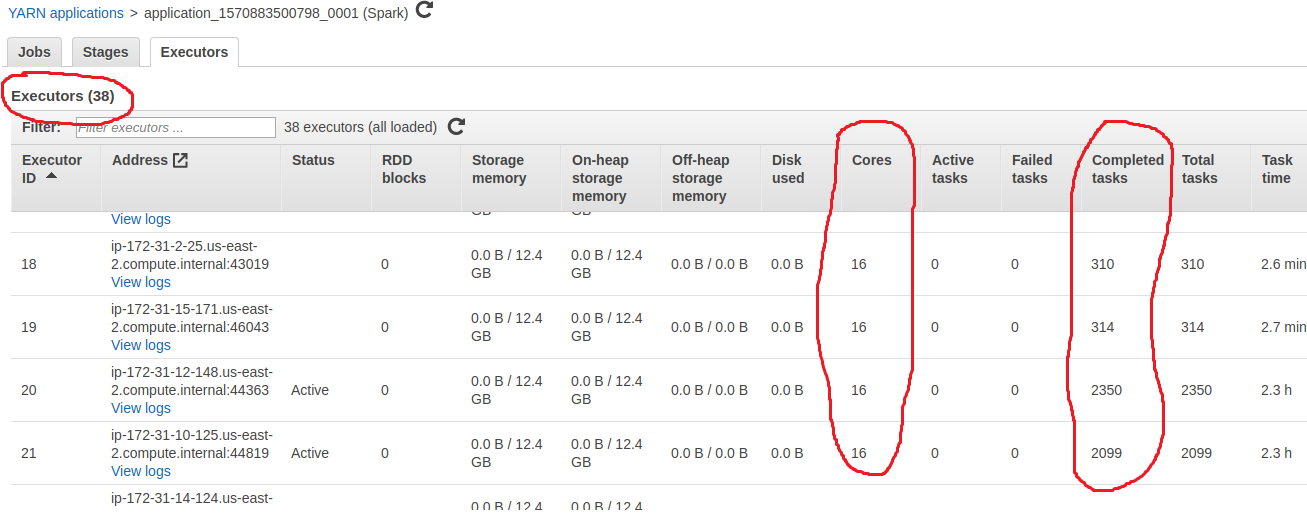 YARN applications > application_1570883500798_0001 (Spark)
Jobs Stages Executors
Executors (38)
Filter: Filter executors ... 38 executors (all loaded)
Executor ID Address Status RDD blocks Storage memory On-heap storage memory Off-heap storage memory Disk used Cores Active tasks Failed tasks Completed tasks Total tasks Task time
View logs GB GB
ip-172-31-2-25.us-east-
18 2.compute.internal:43019 0 0.0 B / 12.4 GB 0.0 B / 12.4 GB 0.0 B / 0.0 B 0.0 B 16 0 0 310 310 2.6 min
View logs
ip-172-31-15-171.us-east-
19 2.compute.internal:46043 0 0.0 B / 12.4 GB 0.0 B / 12.4 GB 0.0 B / 0.0 B 0.0 B 16 0 0 314 314 2.7 min
View logs
ip-172-31-12-148.us-east-
20 2.compute.internal:44363 Active 0 0.0 B / 12.4 GB 0.0 B / 12.4 GB 0.0 B / 0.0 B 0.0 B 16 0 0 2350 2350 2.3 h
View logs
ip-172-31-10-125.us-east-
21 2.compute.internal:44819 Active 0 0.0 B / 12.4 GB 0.0 B / 12.4 GB 0.0 B / 0.0 B 0.0 B 16 0 0 2099 2099 2.3 h
View logs
ip-172-31-14-124.us-east-
0.0 B / 12.4 0.0 B / 12.4